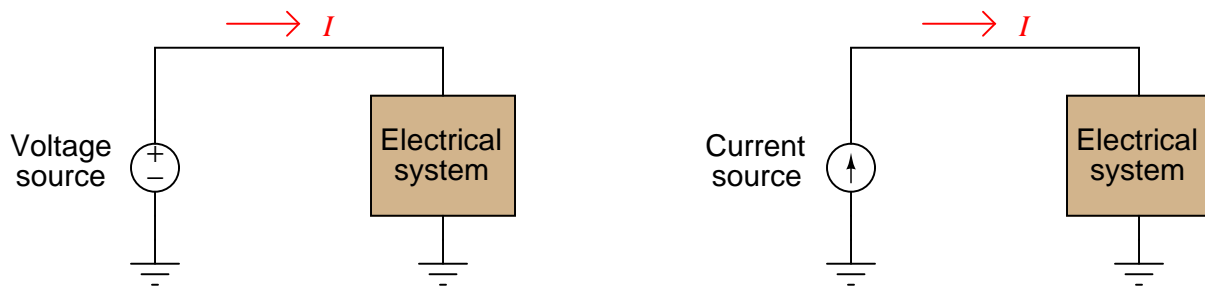 I
Voltage
source
+
−
Electrical
system
I
Current
source
Electrical
system